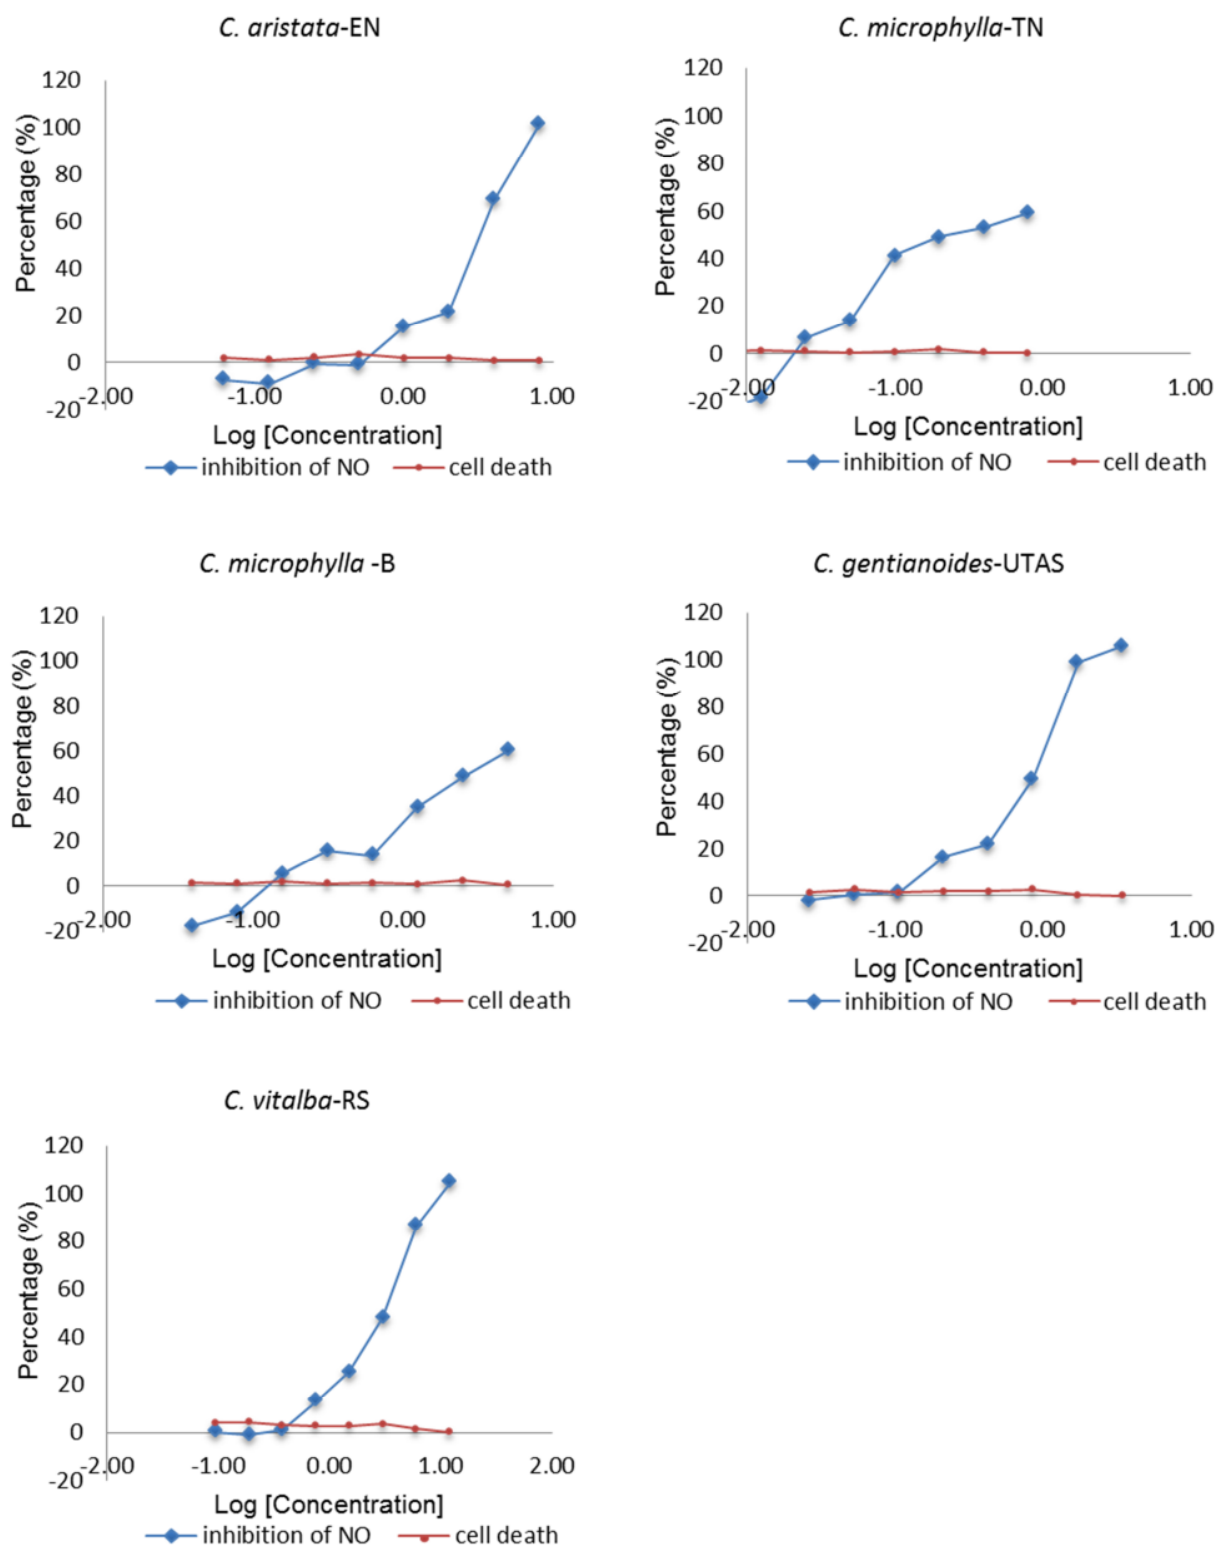 C. aristata-EN
120
100
80
60
40
20
0
-20
Percentage (%)
-2.00 -1.00 0.00 1.00
Log [Concentration]
inhibition of NO cell death
C. microphylla-TN
120
100
80
60
40
20
0
-20
Percentage (%)
-2.00 -1.00 0.00 1.00
Log [Concentration]
inhibition of NO cell death
C. microphylla -B
120
100
80
60
40
20
0
-20
Percentage (%)
-2.00 -1.00 0.00 1.00
Log [Concentration]
inhibition of NO cell death
C. gentianoides-UTAS
120
100
80
60
40
20
0
-20
Percentage (%)
-2.00 -1.00 0.00 1.00
Log [Concentration]
inhibition of NO cell death
C. vitalba-RS
120
100
80
60
40
20
0
-20
Percentage (%)
-2.00 -1.00 0.00 1.00 2.00
Log [Concentration]
inhibition of NO cell death